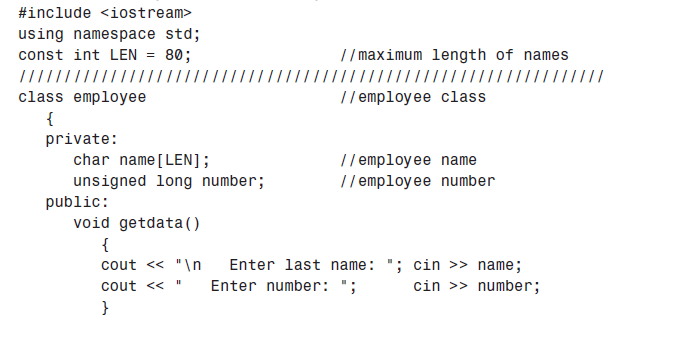 #include <iostream>
using namespace std;
const int LEN = 80; //maximum length of names
////////////////////////////////////////////////////////////////
class employee //employee class
{
private:
char name[LEN]; //employee name
unsigned long number; //employee number
public:
void getdata()
{
cout << "\n Enter last name: "; cin >> name;
cout << " Enter number: "; cin >> number;
}